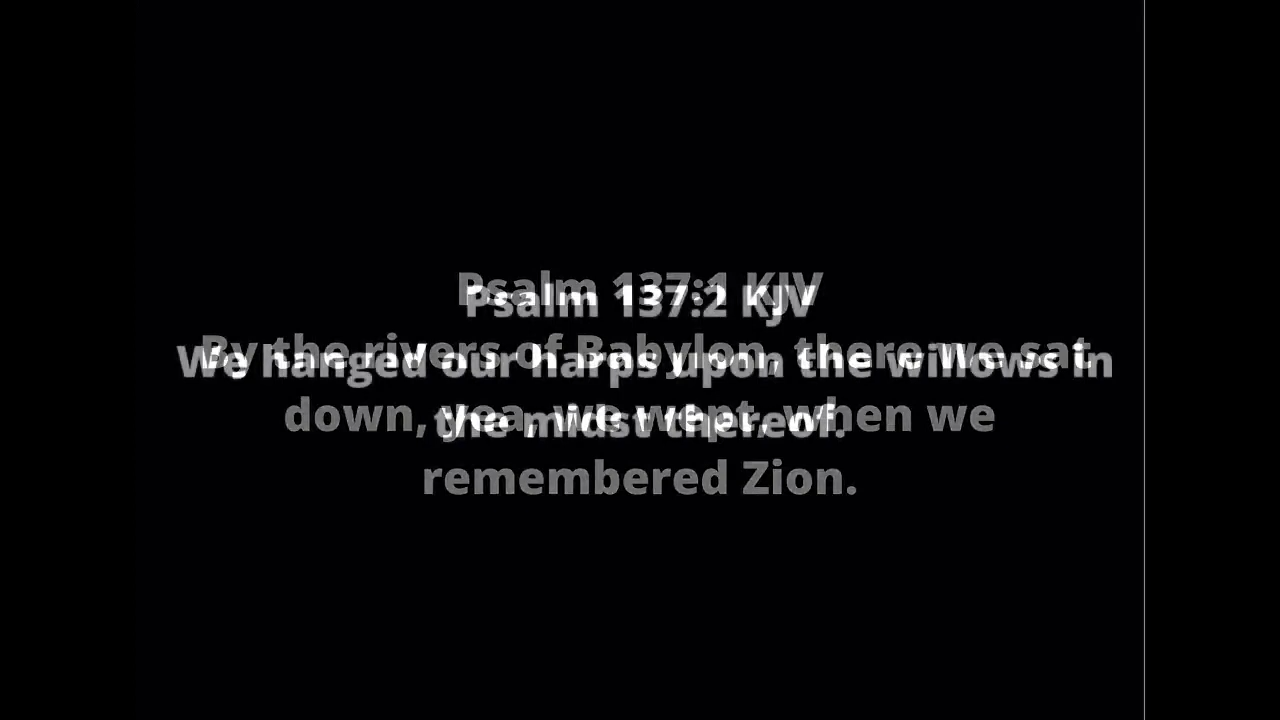 Psalm 137:1 KJV
By the rivers of Babylon, there we sat
down, yea, we wept, when we
remembered Zion.
Psalm 137:2 KJV
We hanged our harps upon the willows in
the midst thereof.